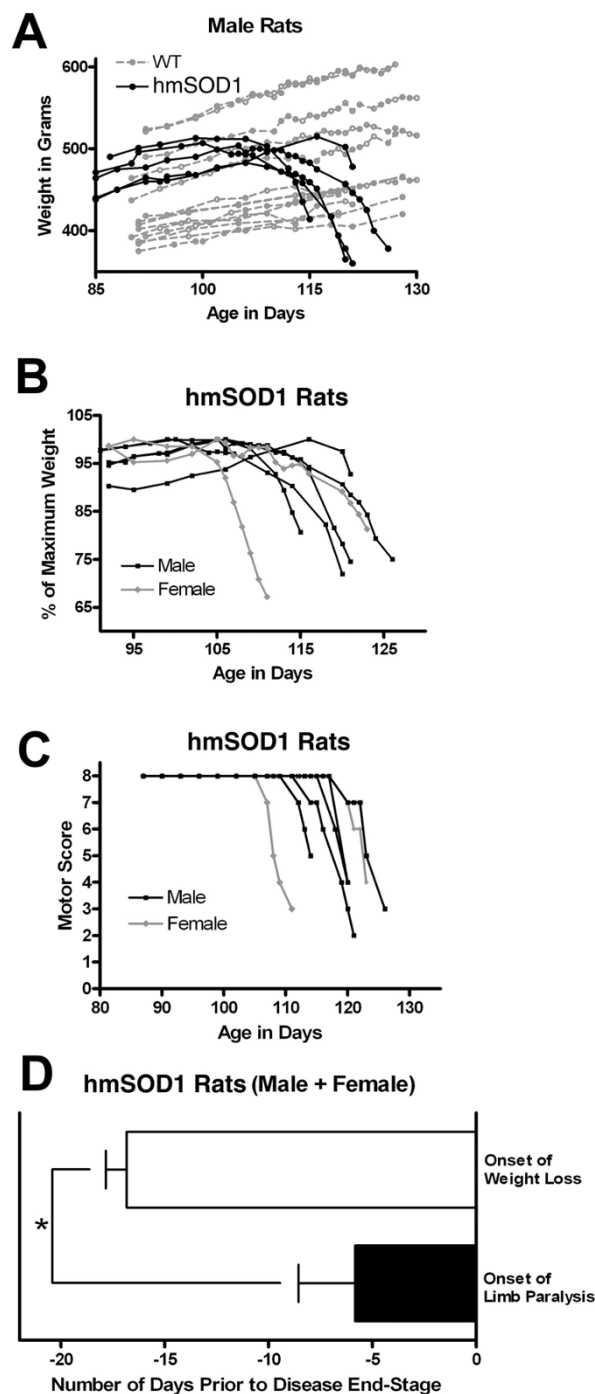 A
Male Rats
WT
hmSOD1
Weight in Grams
600
500
400
85 100 115 130
Age in Days
B
hmSOD1 Rats
% of Maximum Weight
105
95
85
75
65
Male
Female
95 105 115 125
Age in Days
C
hmSOD1 Rats
Motor Score
8
7
6
5
4
3
2
1
0
Male
Female
80 90 100 110 120 130
Age in Days
D
hmSOD1 Rats (Male + Female)
*
Onset of
Weight Loss
Onset of
Limb Paralysis
-20 -15 -10 -5 0
Number of Days Prior to Disease End-Stage